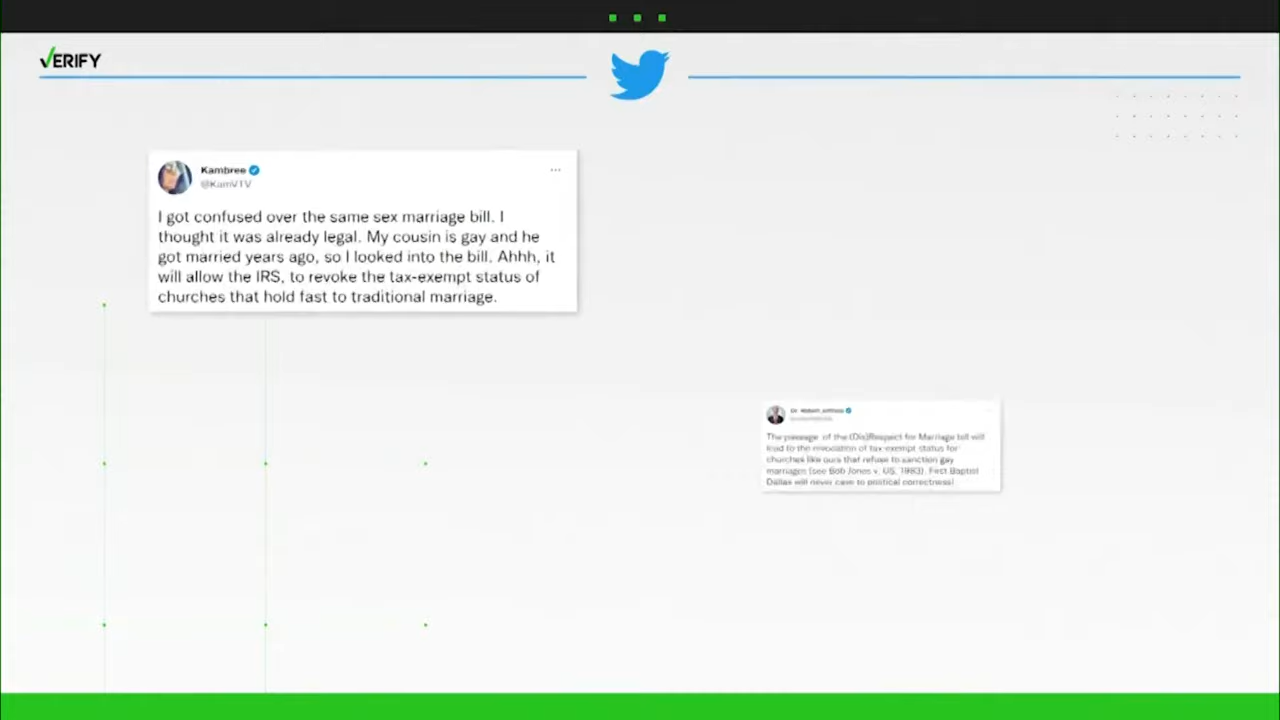 VERIFY
Kambree
@KamVTV
I got confused over the same sex marriage bill. I
thought it was already legal. My cousin is gay and he
got married years ago, so I looked into the bill. Ahhh, it
will allow the IRS, to revoke the tax-exempt status of
churches that hold fast to traditional marriage.
Dr.
The passage of the (Dis)Respect for Marriage bill will
lead to the revocation of tax-exempt status for
churches like ours that refuse to sanction gay
marriages (see Bob Jones v. US, 1983). First Baptist
Dallas will never cave to political correctness!